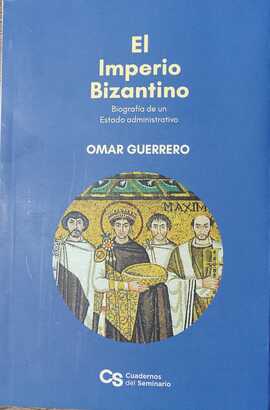 El
Imperio
Bizantino
Biografía de un
Estado administrativo
OMAR GUERRERO
MAXIM
CS Cuadernos
del Seminario